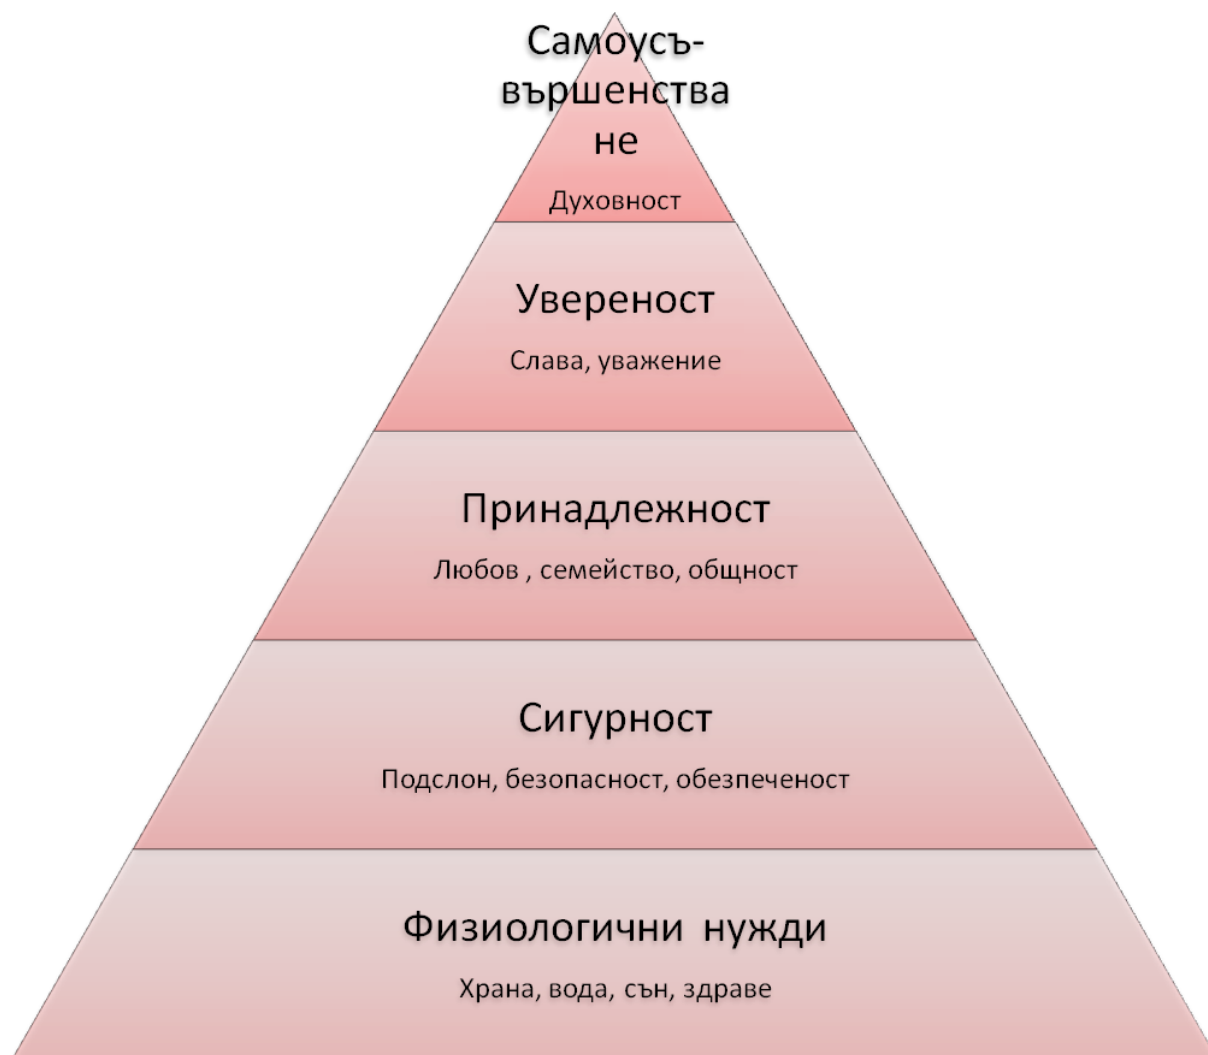 Самоусъ-
вършенства
не
Духовност
Увереност
Слава, уважение
Принадлежност
Любов , семейство, общност
Сигурност
Подслон, безопасност, обезпеченост
Физиологични нужди
Храна, вода, сън, здраве